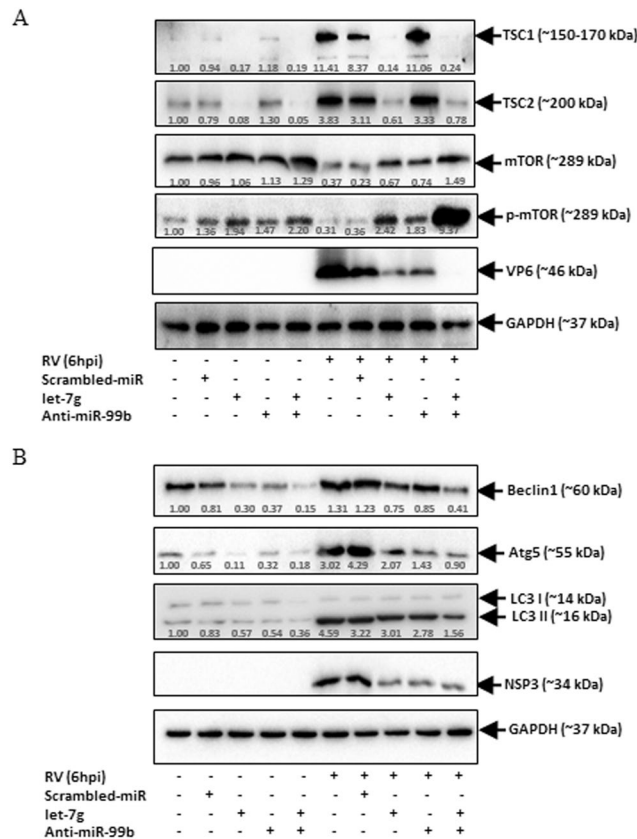 A
TSC1 (~150-170 kDa)
1.00 0.94 0.17 1.18 0.19 11.41 8.37 0.14 11.06 0.24
TSC2 (~200 kDa)
1.00 0.79 0.08 1.30 0.05 3.83 3.11 0.61 3.33 0.78
mTOR (~289 kDa)
1.00 0.96 1.06 1.13 1.29 0.37 0.23 0.67 0.74 1.49
p-mTOR (~289 kDa)
1.00 1.36 1.94 1.47 2.20 0.31 0.36 2.42 1.83 9.37
VP6 (~46 kDa)
GAPDH (~37 kDa)
RV (6hpi) - - - - - + + + + +
Scrambled-miR - + - - - - + - - -
let-7g - - + - + - - + - +
Anti-miR-99b - - - + + - - - + +
B
Beclin1 (~60 kDa)
1.00 0.81 0.30 0.37 0.15 1.31 1.23 0.75 0.85 0.41
Atg5 (~55 kDa)
1.00 0.65 0.11 0.32 0.18 3.02 4.29 2.07 1.43 0.90
LC3 I (~14 kDa)
LC3 II (~16 kDa)
1.00 0.83 0.57 0.54 0.36 4.59 3.22 3.01 2.78 1.56
NSP3 (~34 kDa)
GAPDH (~37 kDa)
RV (6hpi) - - - - - + + + + +
Scrambled-miR - + - - - - + - - -
let-7g - - + - + - - + - +
Anti-miR-99b - - - + + - - - + +